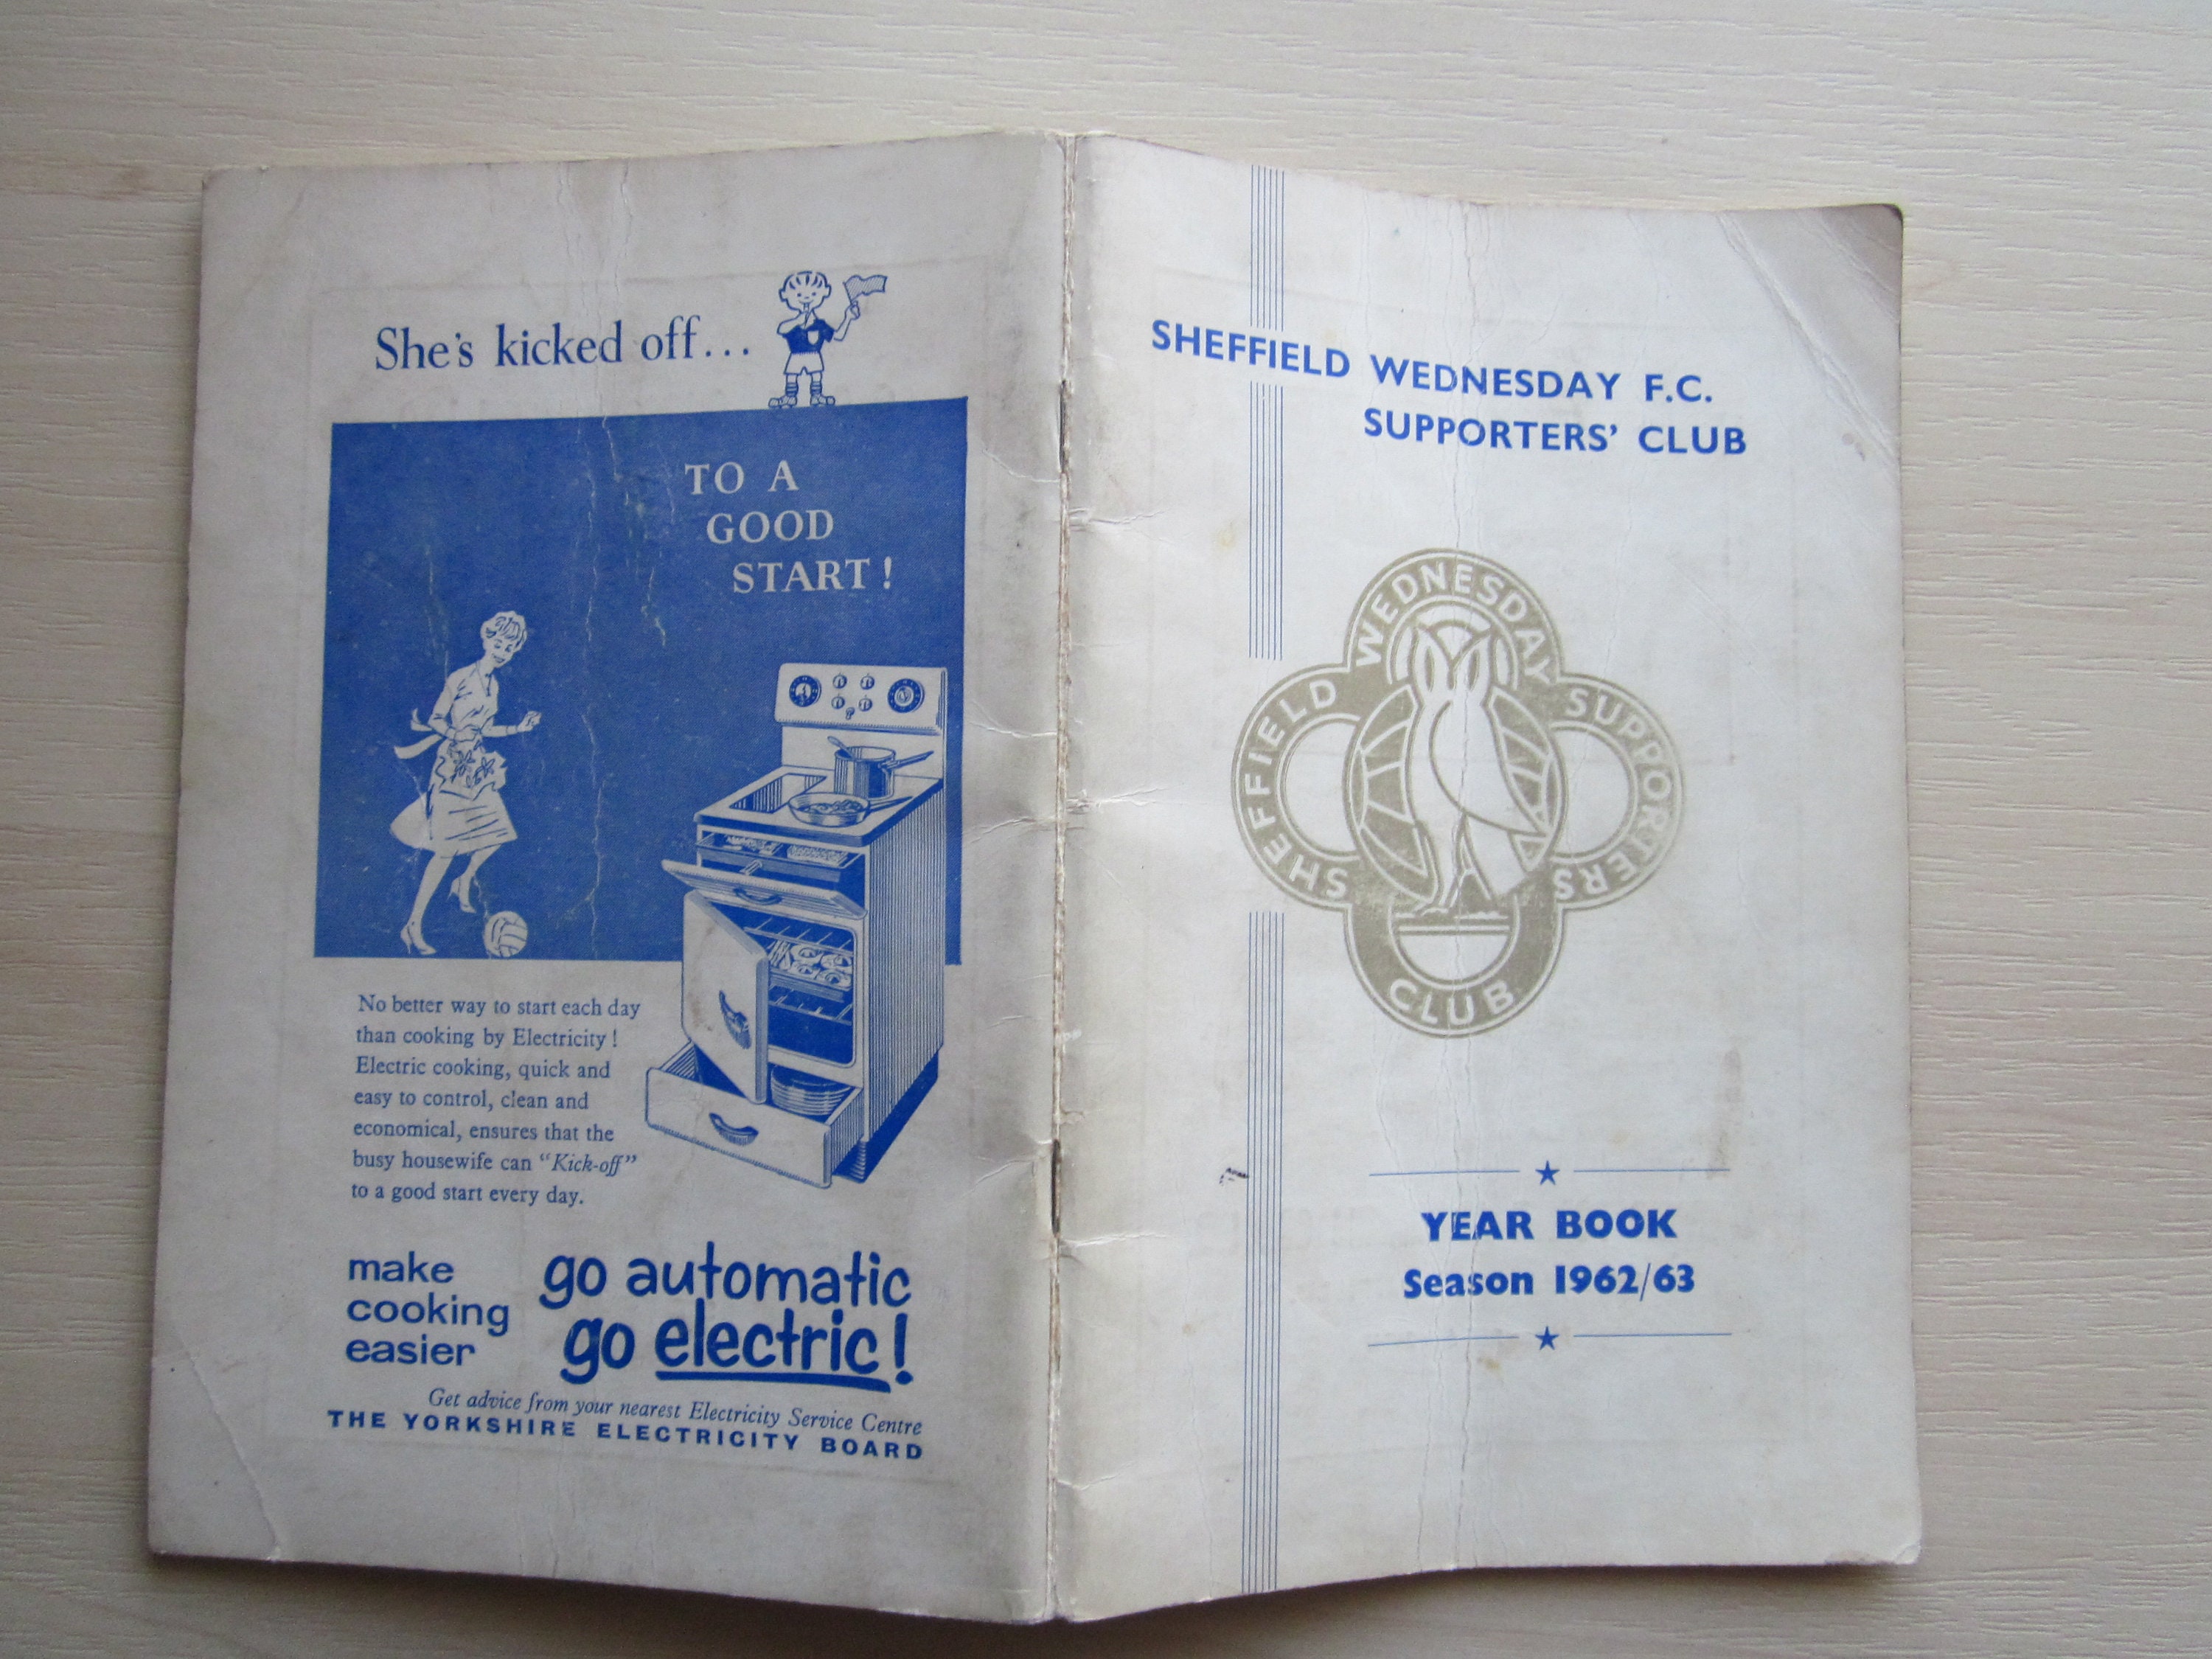 She's kicked off...
TO A
GOOD
START!
No better way to start each day
than cooking by Electricity!
Electric cooking, quick and
easy to control, clean and
economical, ensures that the
busy housewife can "Kick-off"
to a good start every day.
make
cooking
easier
go automatic
go electric!
Get advice from your nearest Electricity Service Centre
THE YORKSHIRE ELECTRICITY BOARD
SHEFFIELD WEDNESDAY F.C.
SUPPORTERS' CLUB
SHEFFIELD WEDNESDAY SUPPORTERS
CLUB
YEAR BOOK
Season 1962/63